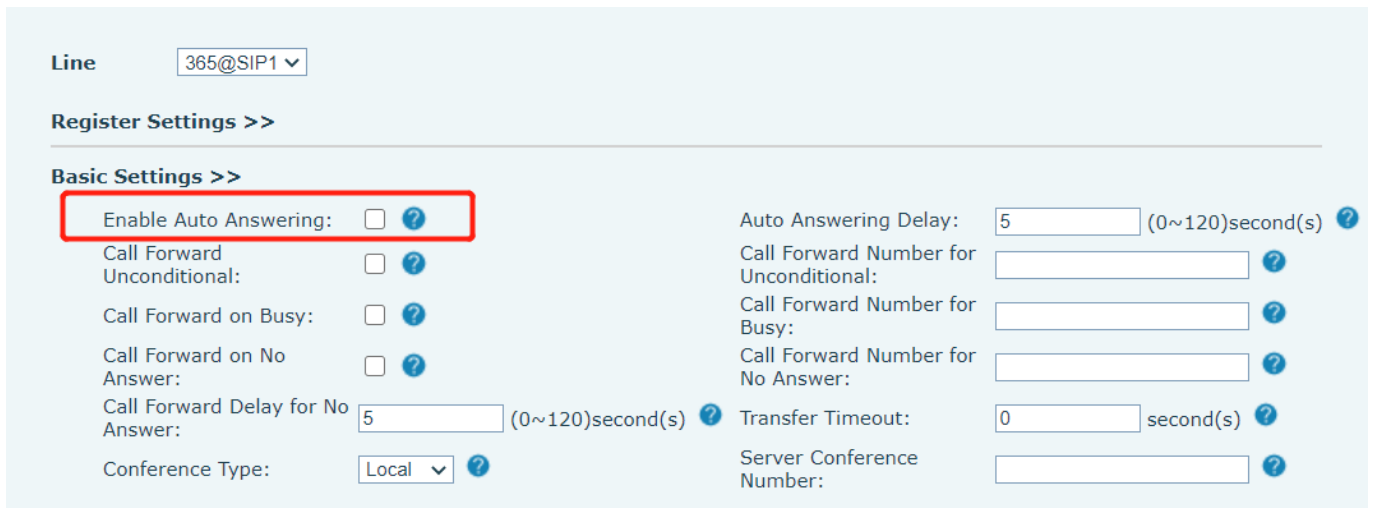 Line 365@SIP1
Register Settings >>
Basic Settings >>
Enable Auto Answering: ? Auto Answering Delay: 5 (0~120)second(s) ?
Call Forward
Unconditional: ? Call Forward Number for
Unconditional: ?
Call Forward on Busy: ? Call Forward Number for
Busy: ?
Call Forward on No
Answer: ? Call Forward Number for
No Answer: ?
Call Forward Delay for No
Answer: 5 (0~120)second(s) ? Transfer Timeout: 0 second(s) ?
Conference Type: Local ? Server Conference
Number: ?